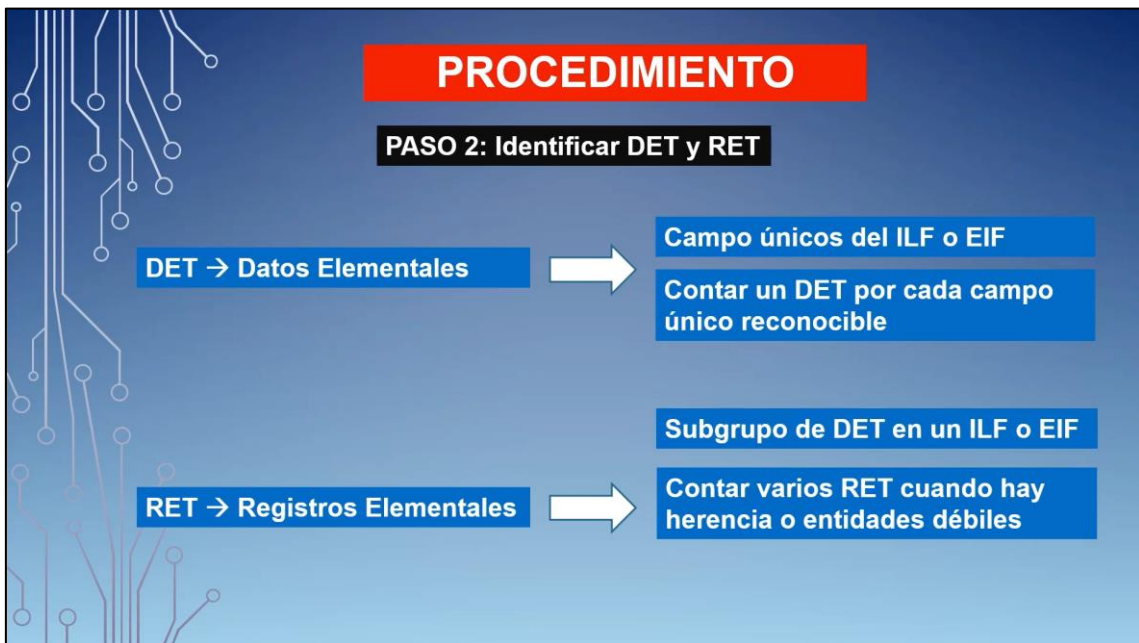 PROCEDIMIENTO
PASO 2: Identificar DET y RET
DET → Datos Elementales
Campo únicos del ILF o EIF
Contar un DET por cada campo
único reconocible
RET → Registros Elementales
Subgrupo de DET en un ILF o EIF
Contar varios RET cuando hay
herencia o entidades débiles